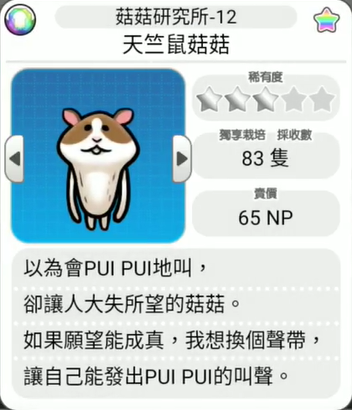 菇菇研究所-12
天竺鼠菇菇
稀有度
獨享栽培 採收數
83 隻
賣價
65 NP
以為會PUI PUI地叫，
卻讓人大失所望的菇菇。
如果願望能成真，我想換個聲帶，
讓自己能發出PUI PUI的叫聲。